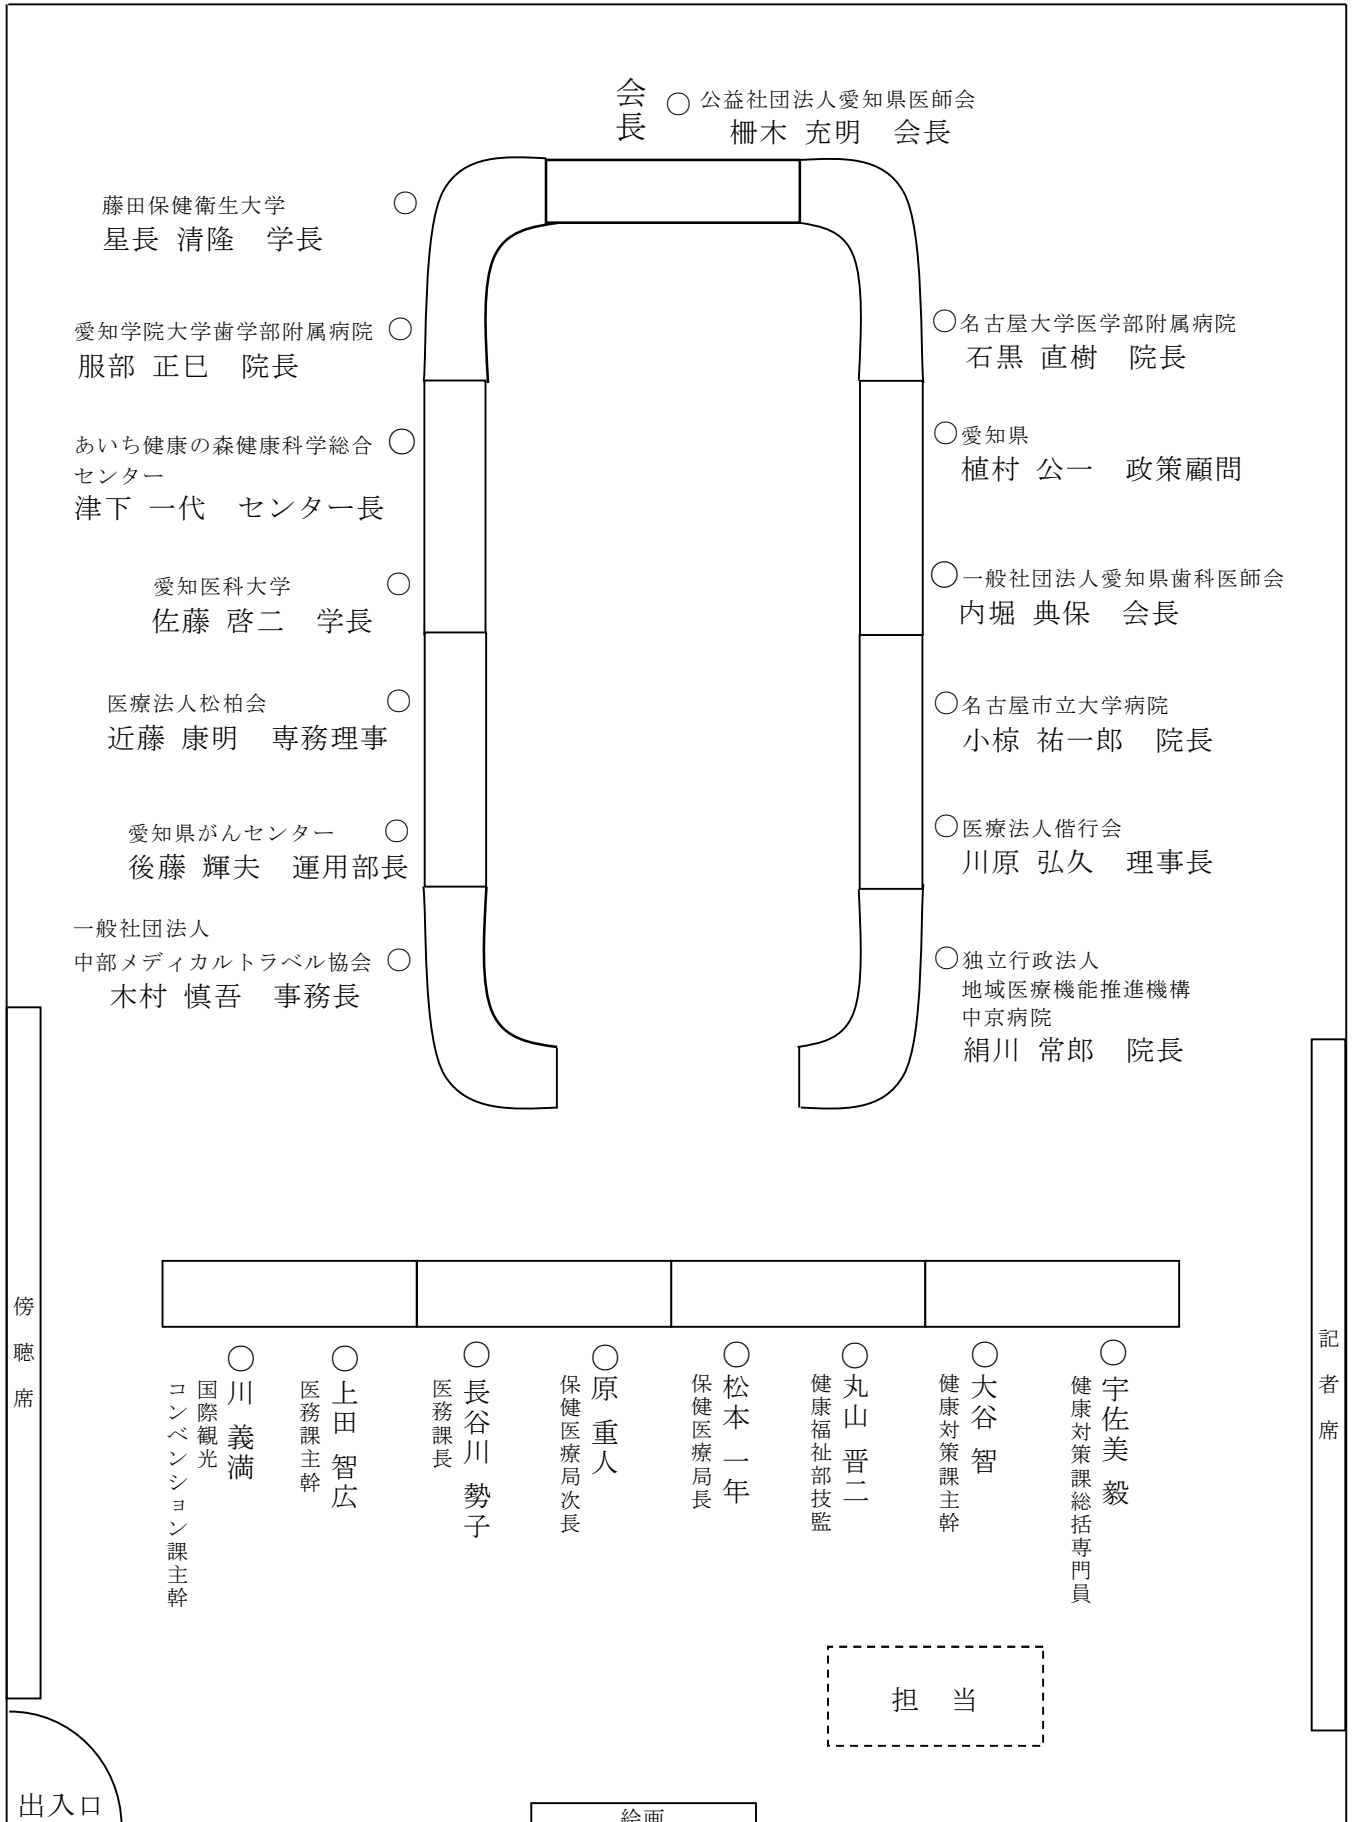 会長
公益社団法人愛知県医師会
柵木 充明　会長
藤田保健衛生大学
星長 清隆　学長
愛知学院大学歯学部附属病院
服部 正巳　院長
あいち健康の森健康科学総合
センター
津下 一代　センター長
愛知医科大学
佐藤 啓二　学長
医療法人松柏会
近藤 康明　専務理事
愛知県がんセンター
後藤 輝夫　運用部長
一般社団法人
中部メディカルトラベル協会
木村 慎吾　事務長
名古屋大学医学部附属病院
石黒 直樹　院長
愛知県
植村 公一　政策顧問
一般社団法人愛知県歯科医師会
内堀 典保　会長
名古屋市立大学病院
小椋 祐一郎　院長
医療法人偕行会
川原 弘久　理事長
独立行政法人
地域医療機能推進機構
中京病院
絹川 常郎　院長
傍聴席
記者席
宇佐美 毅
健康対策課総括専門員
大谷 智
健康対策課主幹
丸山 晋二
健康福祉部技監
松本 一年
保健医療局長
原 重人
保健医療局次長
長谷川 勢子
医務課長
上田 智広
医務課主幹
川 義満
国際観光
コンベンション課主幹
担　当
出入口
絵画